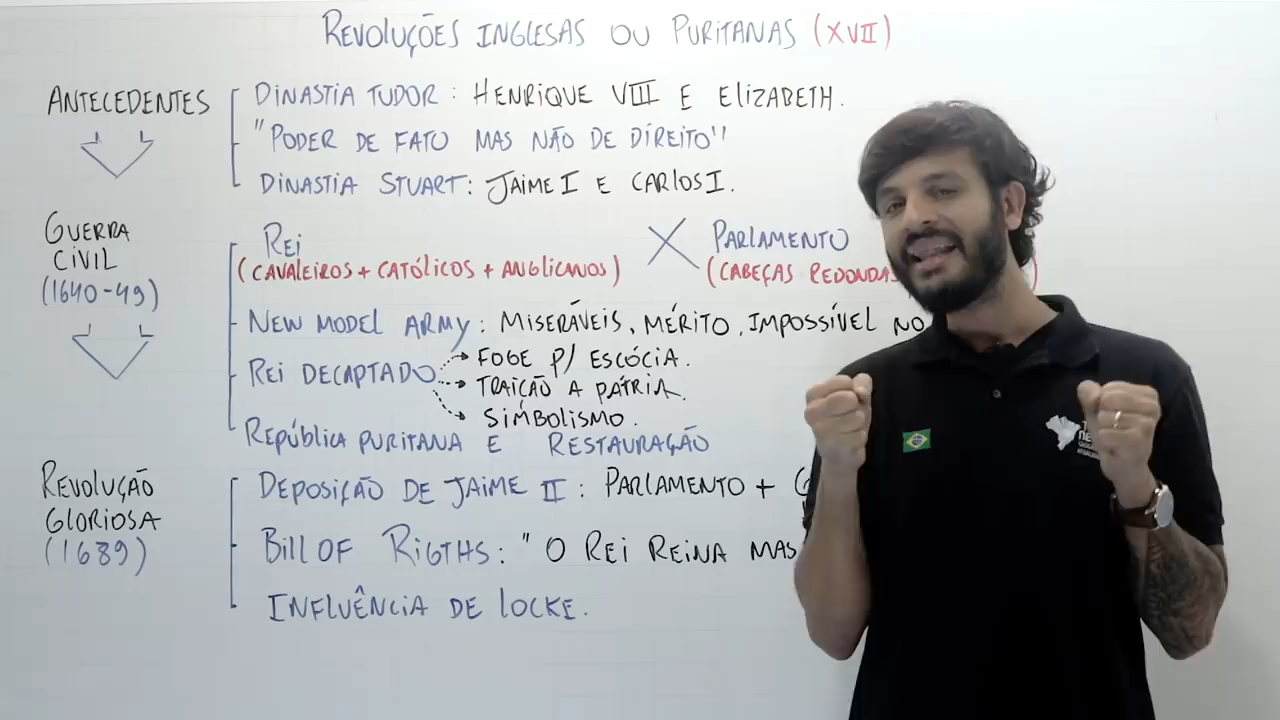 REVOLUÇÕES INGLESAS OU PURITANAS (XVII)
ANTECEDENTES
DINASTIA TUDOR: HENRIQUE VIII E ELIZABETH.
"PODER DE FATO MAS NÃO DE DIREITO"
DINASTIA STUART: JAIME I E CARLOS I.
GUERRA
CIVIL
(1640-49)
REI X PARLAMENTO
(CAVALEIROS + CATÓLICOS + ANGLICANOS) (CABEÇAS REDONDAS
NEW MODEL ARMY: MISERÁVEIS, MÉRITO, IMPOSSÍVEL NO
REI DECAPTADO
FOGE P/ ESCÓCIA.
TRAIÇÃO A PÁTRIA.
SIMBOLISMO.
REPÚBLICA PURITANA E RESTAURAÇÃO
REVOLUÇÃO
GLORIOSA
(1689)
DEPOSIÇÃO DE JAIME II: PARLAMENTO +
BILL OF RIGTHS: "O REI REINA MAS
INFLUÊNCIA DE LOCKE.